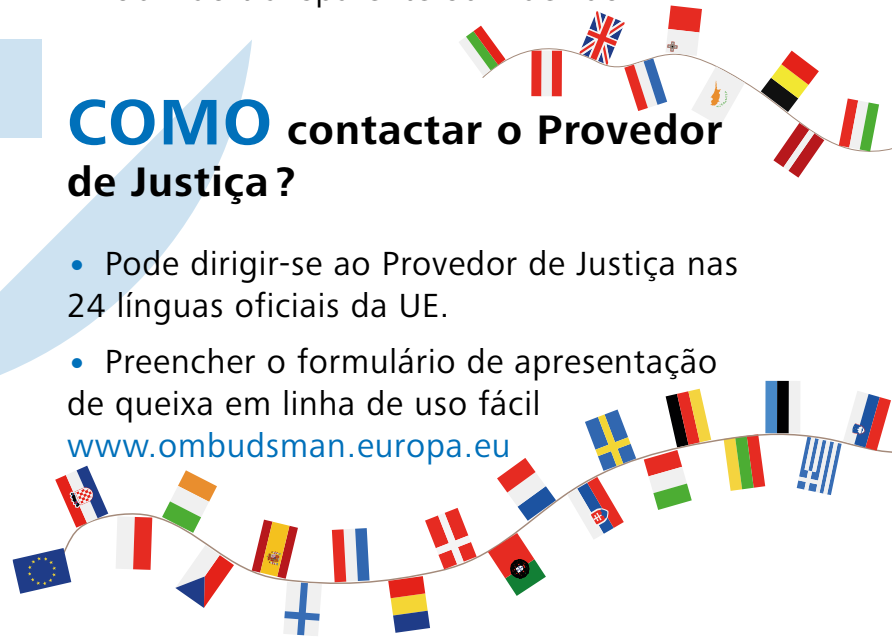 COMO contactar o Provedor
de Justiça ?
• Pode dirigir-se ao Provedor de Justiça nas
24 línguas oficiais da UE.
• Preencher o formulário de apresentação
de queixa em linha de uso fácil
www.ombudsman.europa.eu